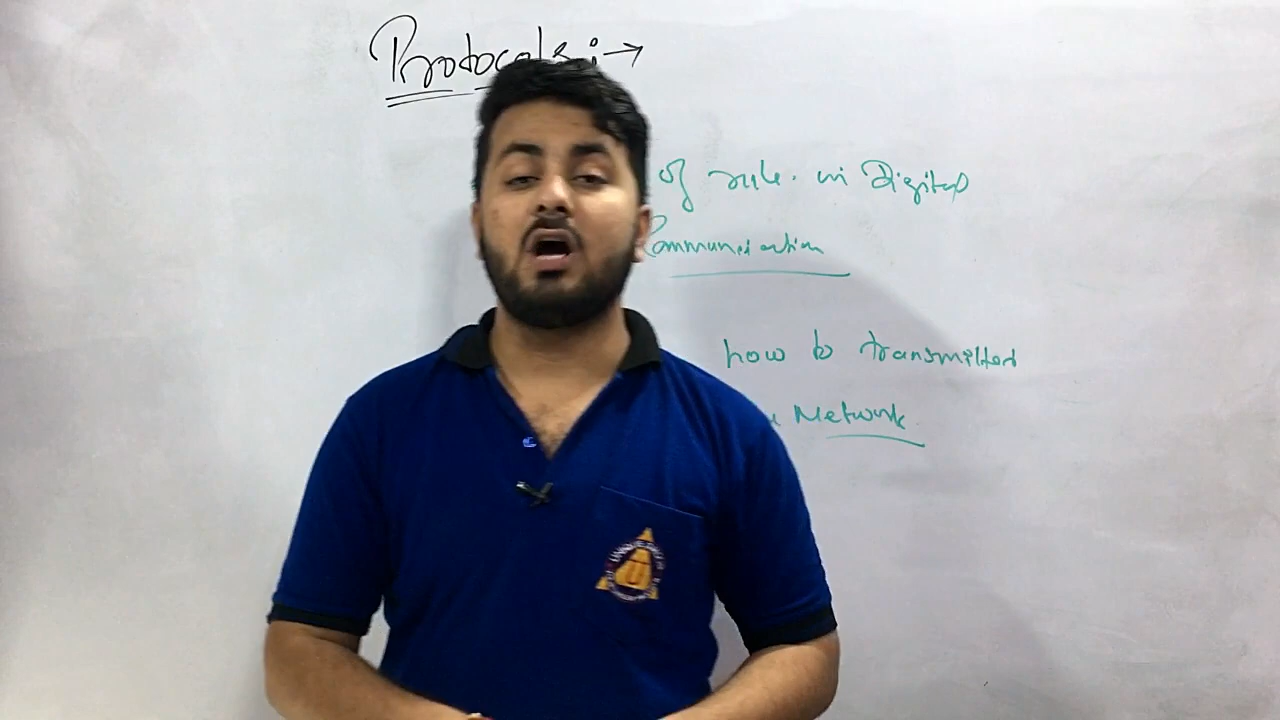 Protocols :→
of rule. in Digital
Communication
how to transmitted
Network